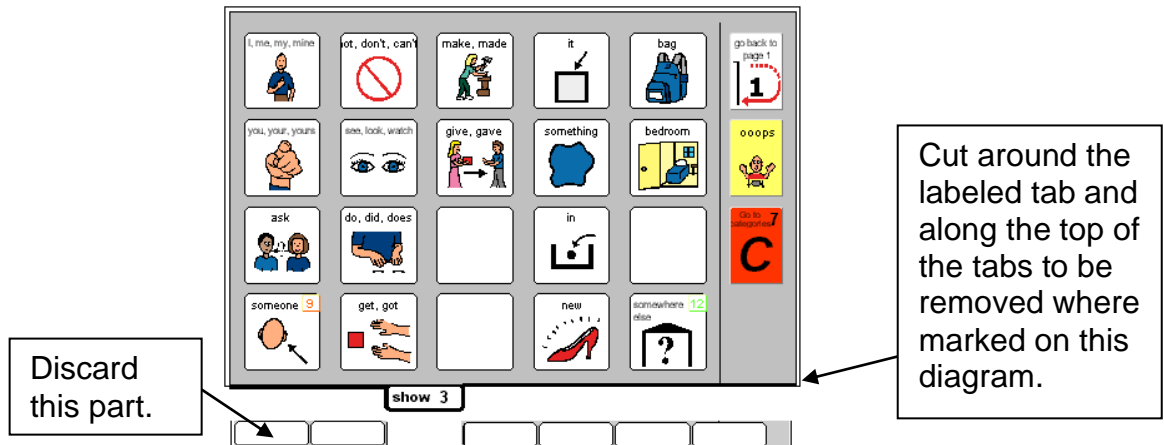 I, me, my, mine
not, don't, can't
make, made
it
bag
go back to
page 1
1
you, your, yours
see, look, watch
give, gave
something
bedroom
ooops
ask
do, did, does
in
Go to
categories 7
C
someone 9
get, got
new
somewhere 12
else
?
show 3
Cut around the
labeled tab and
along the top of
the tabs to be
removed where
marked on this
diagram.
Discard
this part.